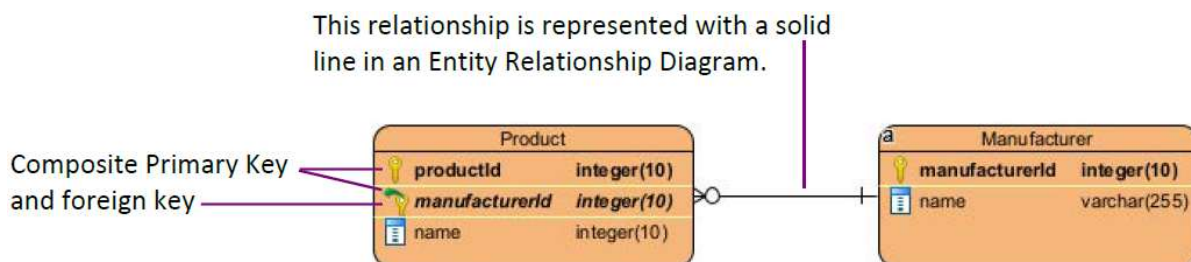 This relationship is represented with a solid
line in an Entity Relationship Diagram.
Composite Primary Key
and foreign key
Product
productId integer(10)
manufacturerId integer(10)
name integer(10)
a
Manufacturer
manufacturerId integer(10)
name varchar(255)